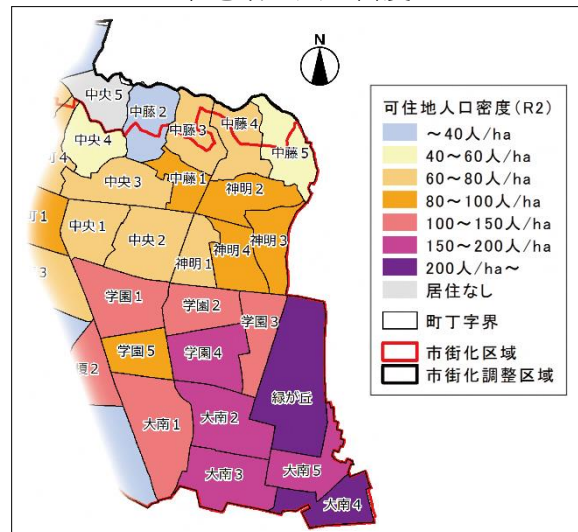 N
中央5
中藤2
中藤3
中藤4
中央4
中藤5
町4
中央3
中藤1
神明2
町1
中央1
中央2
神明1
神明4
神明3
3
学園1
学園2
学園3
学園5
学園4
緑が丘
2
大南1
大南2
大南5
大南3
大南4
可住地人口密度(R2)
~40人/ha
40~60人/ha
60~80人/ha
80~100人/ha
100~150人/ha
150~200人/ha
200人/ha~
居住なし
町丁字界
市街化区域
市街化調整区域